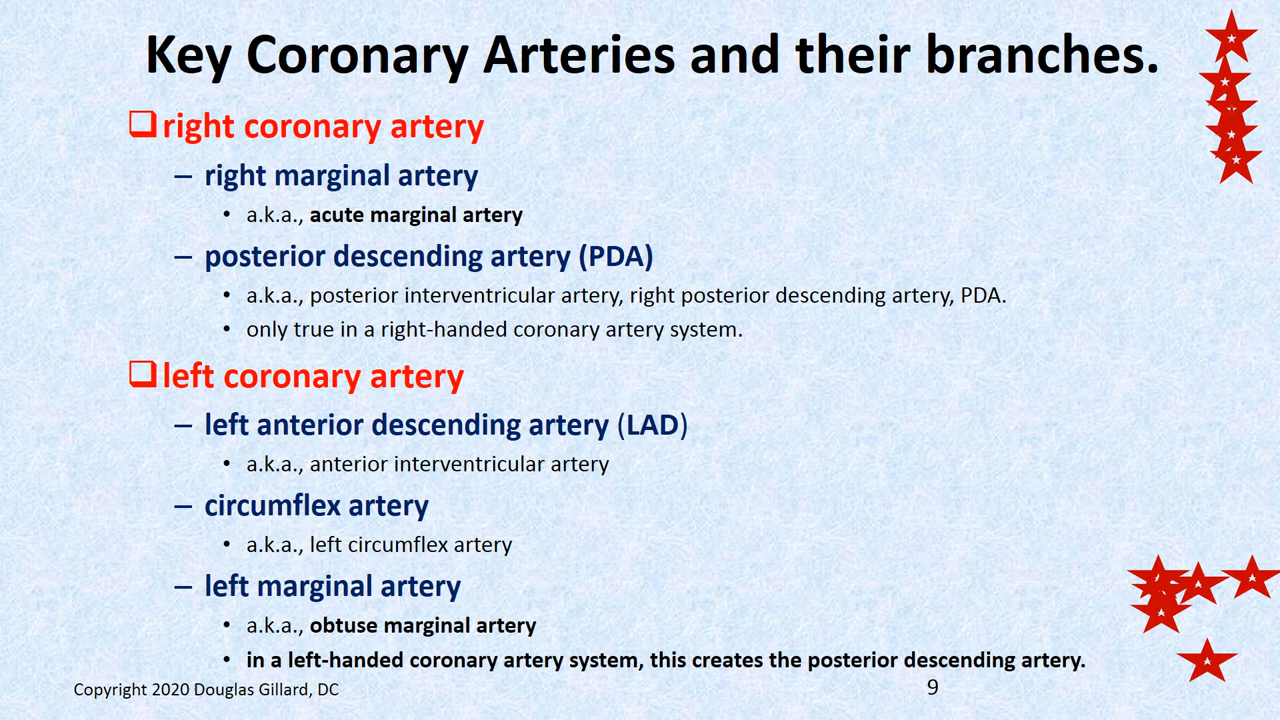 Key Coronary Arteries and their branches.
❑right coronary artery
– right marginal artery
• a.k.a., acute marginal artery
– posterior descending artery (PDA)
• a.k.a., posterior interventricular artery, right posterior descending artery, PDA.
• only true in a right-handed coronary artery system.
❑left coronary artery
– left anterior descending artery (LAD)
• a.k.a., anterior interventricular artery
– circumflex artery
• a.k.a., left circumflex artery
– left marginal artery
• a.k.a., obtuse marginal artery
• in a left-handed coronary artery system, this creates the posterior descending artery.
Copyright 2020 Douglas Gillard, DC
9